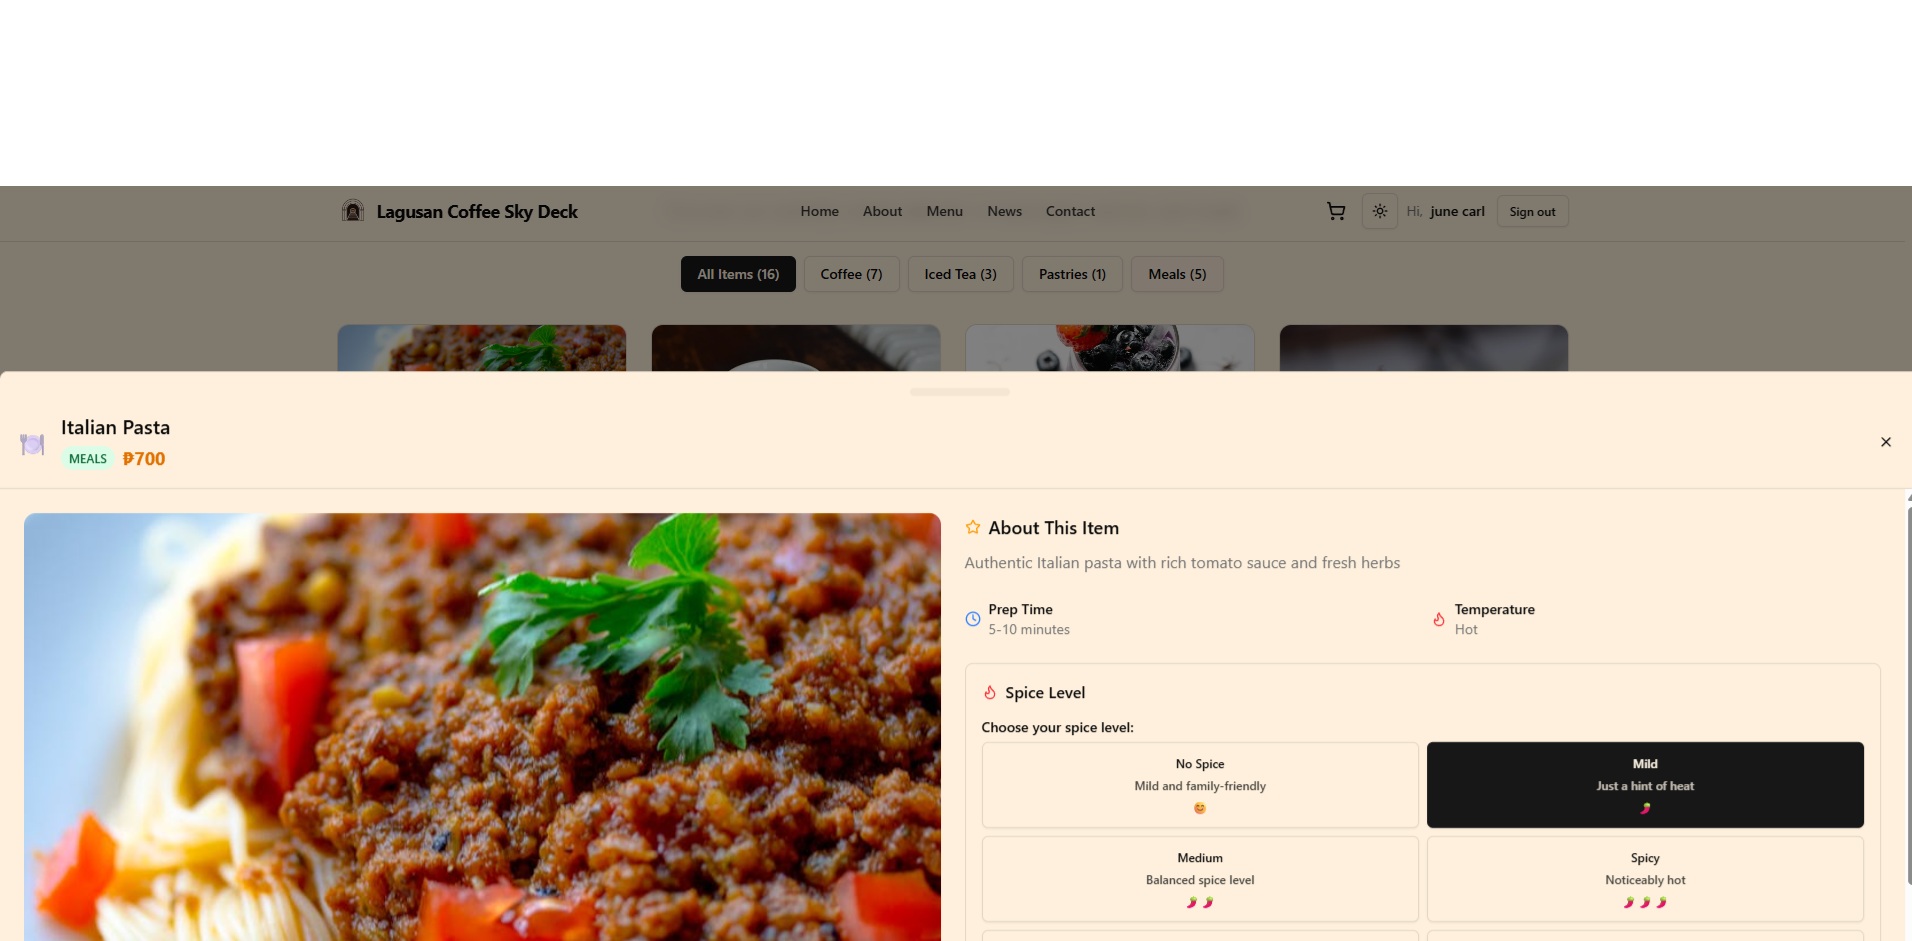 Lagusan Coffee Sky Deck
Home About Menu News Contact
Hi, june carl Sign out
All Items (16) Coffee (7) Iced Tea (3) Pastries (1) Meals (5)
Italian Pasta
MEALS ₱700
About This Item
Authentic Italian pasta with rich tomato sauce and fresh herbs
Prep Time
5-10 minutes
Temperature
Hot
Spice Level
Choose your spice level:
No Spice
Mild and family-friendly
Mild
Just a hint of heat
Medium
Balanced spice level
Spicy
Noticeably hot